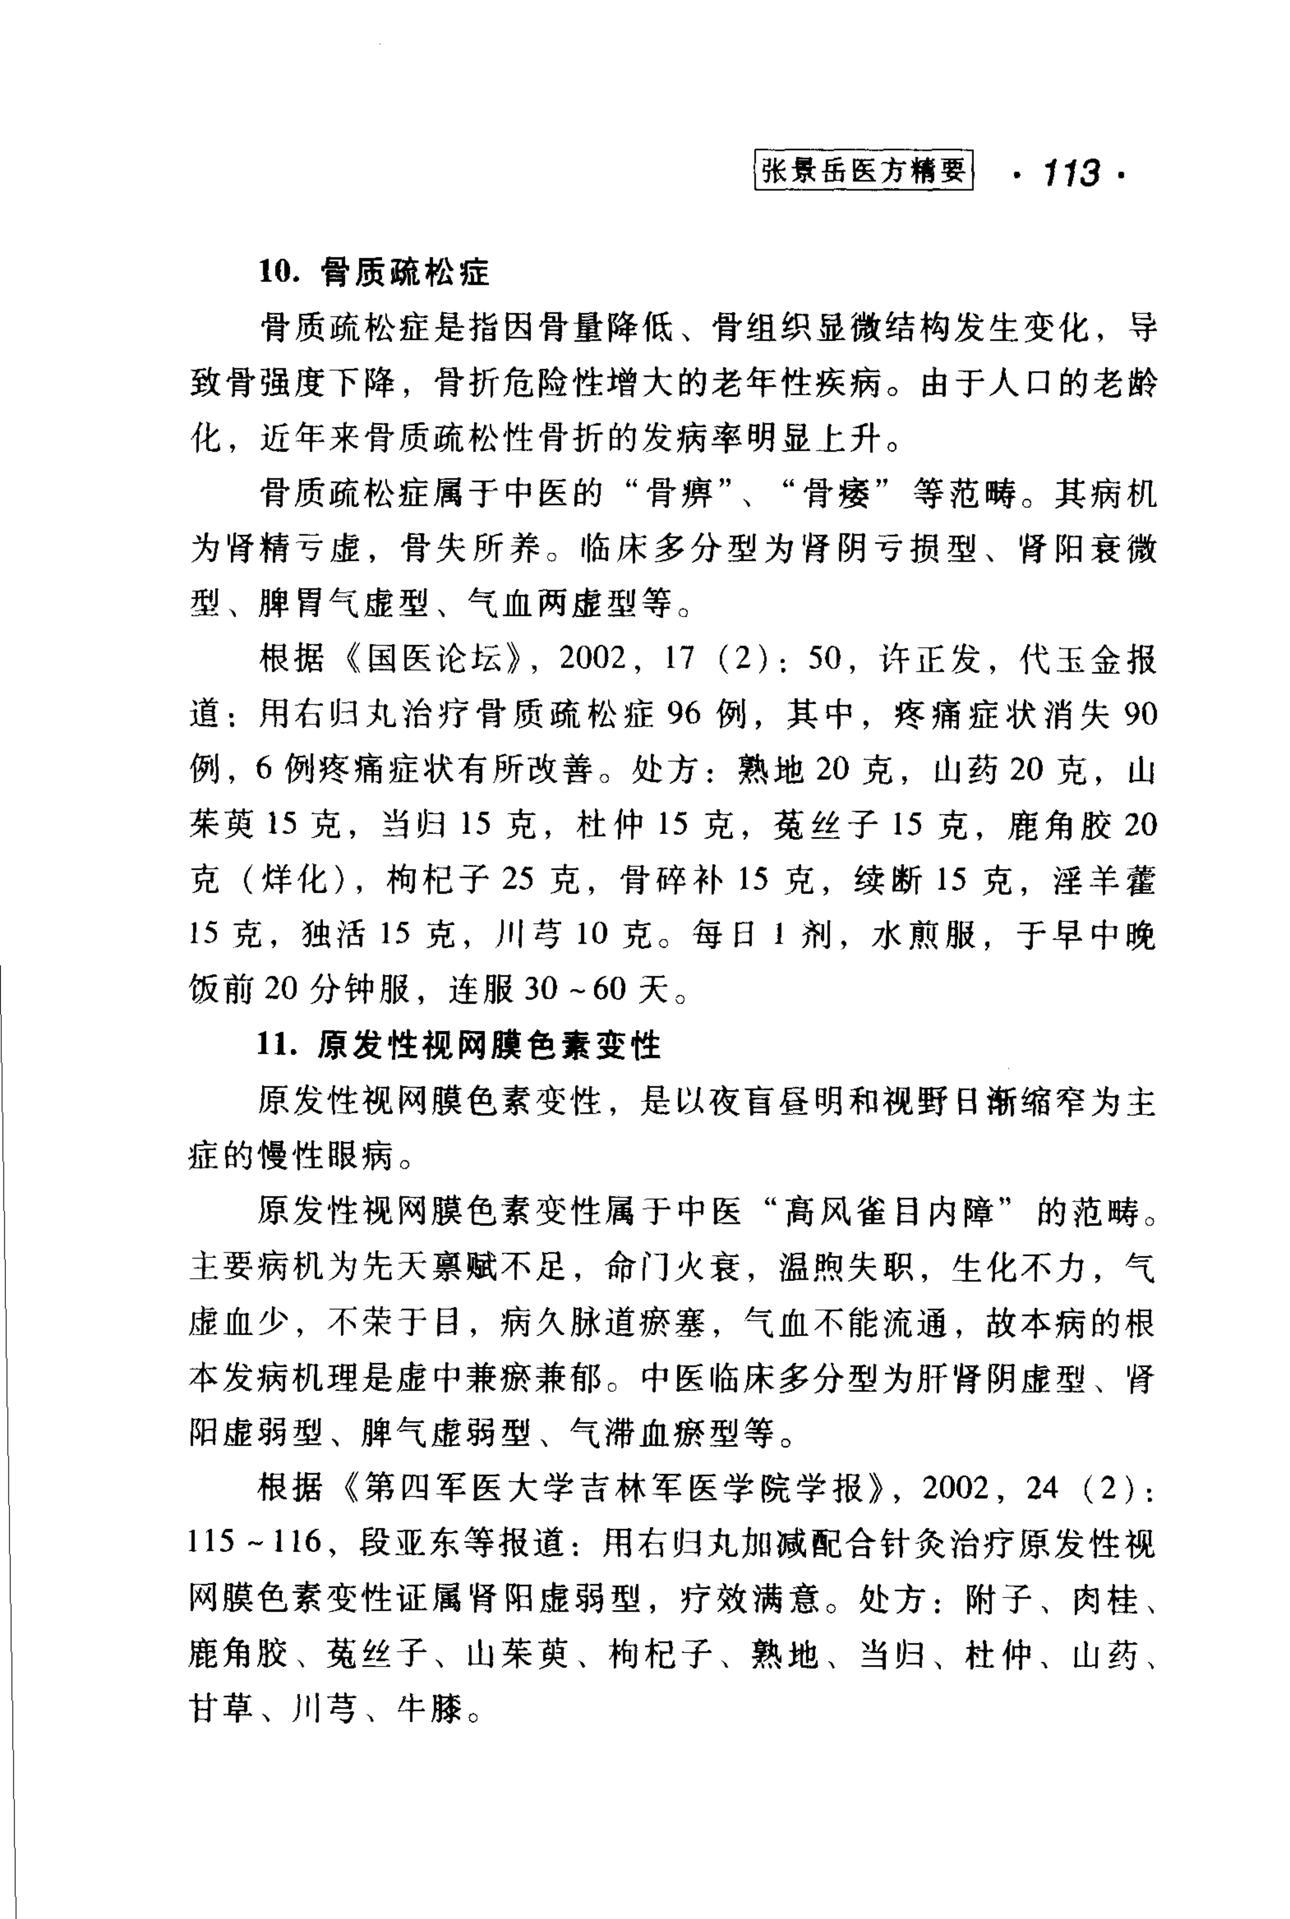 张景岳医方精要 · 113 ·
10. 骨质疏松症
骨质疏松症是指因骨量降低、骨组织显微结构发生变化，导
致骨强度下降，骨折危险性增大的老年性疾病。由于人口的老龄
化，近年来骨质疏松性骨折的发病率明显上升。
骨质疏松症属于中医的“骨痹”、“骨痿”等范畴。其病机
为肾精亏虚，骨失所养。临床多分型为肾阴亏损型、肾阳衰微
型、脾胃气虚型、气血两虚型等。
根据《国医论坛》，2002，17（2）：50，许正发，代玉金报
道：用右归丸治疗骨质疏松症 96 例，其中，疼痛症状消失 90
例，6 例疼痛症状有所改善。处方：熟地 20 克，山药 20 克，山
茱萸 15 克，当归 15 克，杜仲 15 克，菟丝子 15 克，鹿角胶 20
克（烊化），枸杞子 25 克，骨碎补 15 克，续断 15 克，淫羊藿
15 克，独活 15 克，川芎 10 克。每日 1 剂，水煎服，于早中晚
饭前 20 分钟服，连服 30～60 天。
11. 原发性视网膜色素变性
原发性视网膜色素变性，是以夜盲昼明和视野日渐缩窄为主
症的慢性眼病。
原发性视网膜色素变性属于中医“高风雀目内障”的范畴。
主要病机为先天禀赋不足，命门火衰，温煦失职，生化不力，气
虚血少，不荣于目，病久脉道瘀塞，气血不能流通，故本病的根
本发病机理是虚中兼瘀兼郁。中医临床多分型为肝肾阴虚型、肾
阳虚弱型、脾气虚弱型、气滞血瘀型等。
根据《第四军医大学吉林军医学院学报》，2002，24（2）：
115～116，段亚东等报道：用右归丸加减配合针灸治疗原发性视
网膜色素变性证属肾阳虚弱型，疗效满意。处方：附子、肉桂、
鹿角胶、菟丝子、山茱萸、枸杞子、熟地、当归、杜仲、山药、
甘草、川芎、牛膝。